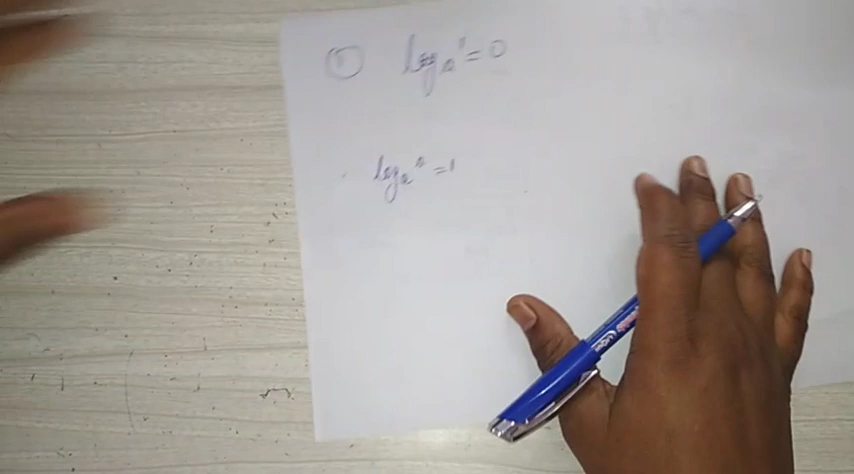 ① logₐ1 = 0
logₐa = 1